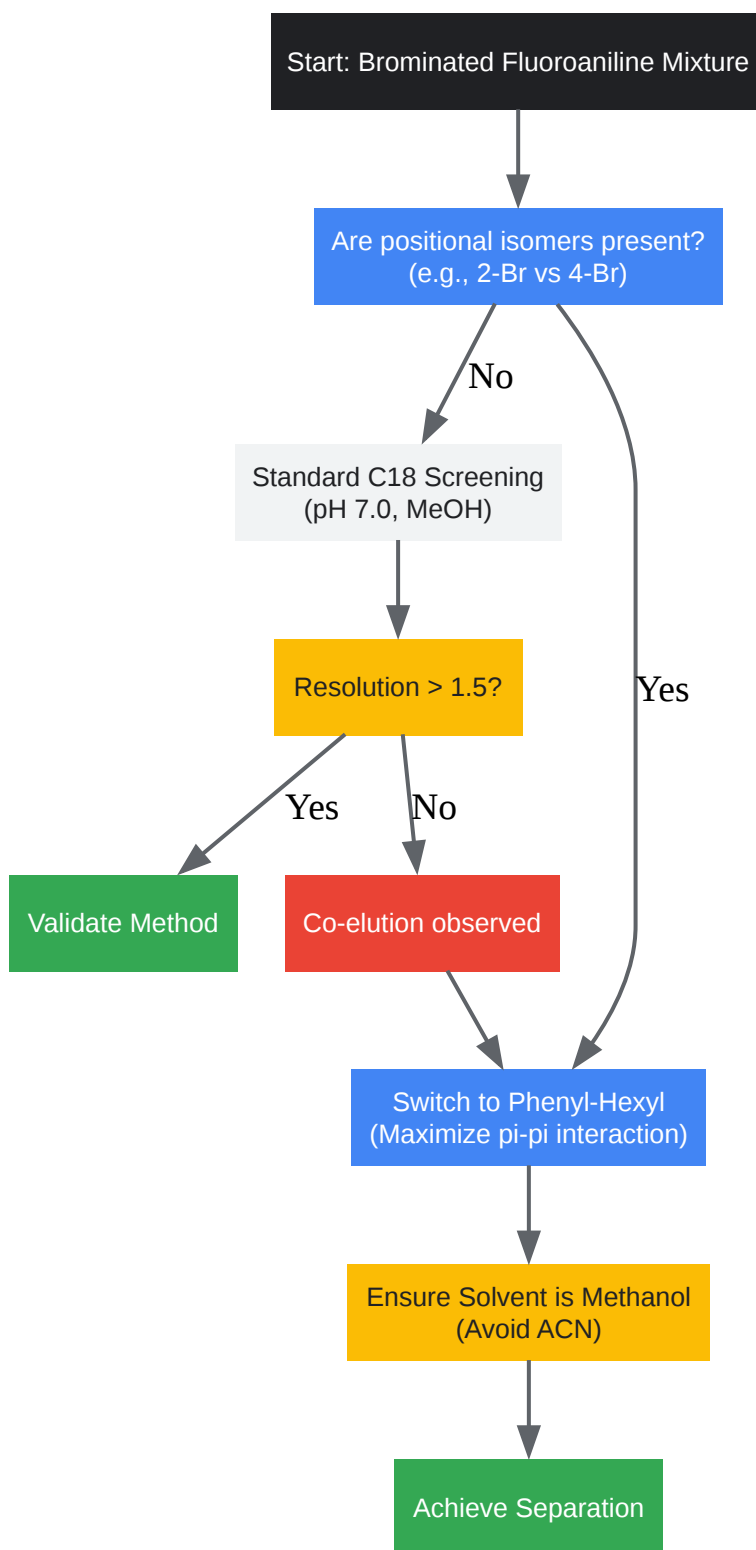 Start: Brominated Fluoroaniline Mixture
Are positional isomers present?
(e.g., 2-Br vs 4-Br)
No
Standard C18 Screening
(pH 7.0, MeOH)
Resolution > 1.5?
Yes
Yes
No
Validate Method
Co-elution observed
Switch to Phenyl-Hexyl
(Maximize pi-pi interaction)
Ensure Solvent is Methanol
(Avoid ACN)
Achieve Separation